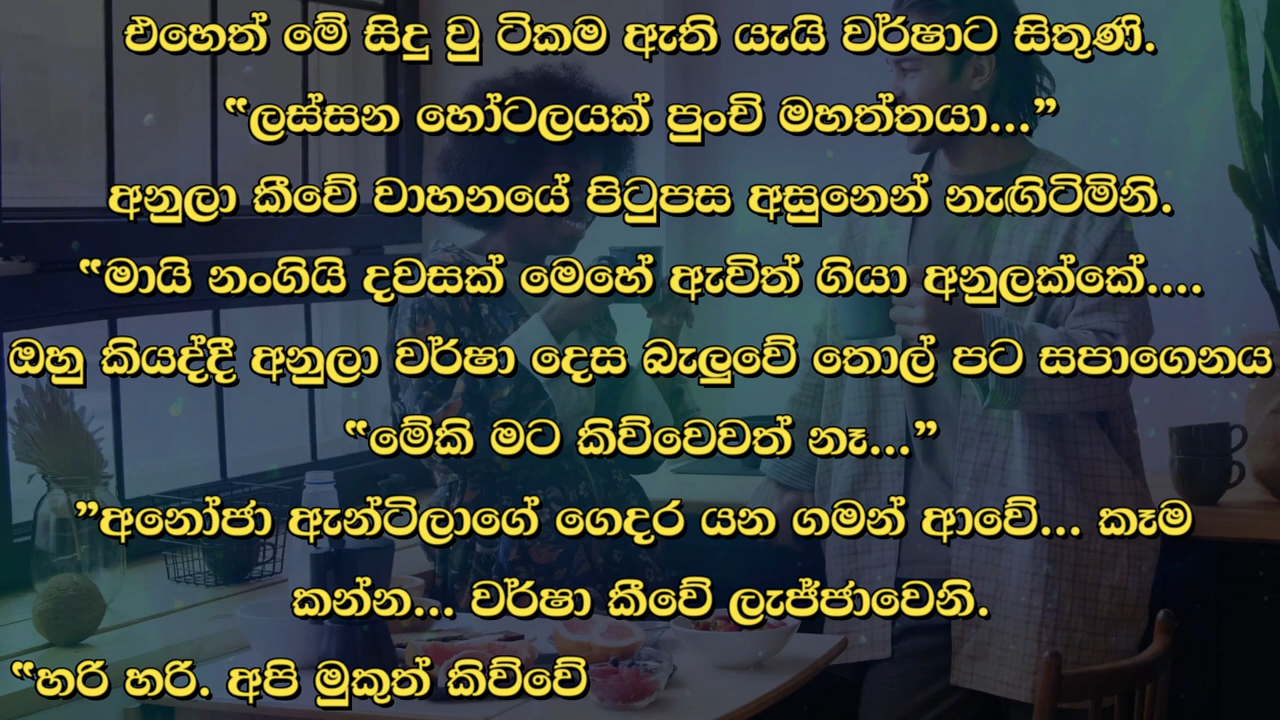 එහෙත් මේ සිදු වු ටිකම ඇති යැයි වර්ෂාට සිතුණි.
“ලස්සන හෝටලයක් පුංචි මහත්තයා...”
අනුලා කීවේ වාහනයේ පිටුපස අසුනෙන් නැඟිටිමිනි.
“මායි නංගියි දවසක් මෙහේ ඇවිත් ගියා අනුලක්කේ....
ඔහු කියද්දී අනුලා වර්ෂා දෙස බැලුවේ තොල් පට සපාගෙනය
“මේකි මට කිව්වෙවත් නෑ...”
”අනෝජා ඇන්ටිලාගේ ගෙදර යන ගමන් ආවේ... කෑම
කන්න... වර්ෂා කීවේ ලැජ්ජාවෙනි.
“හරි හරි. අපි මුකුත් කිව්වේ